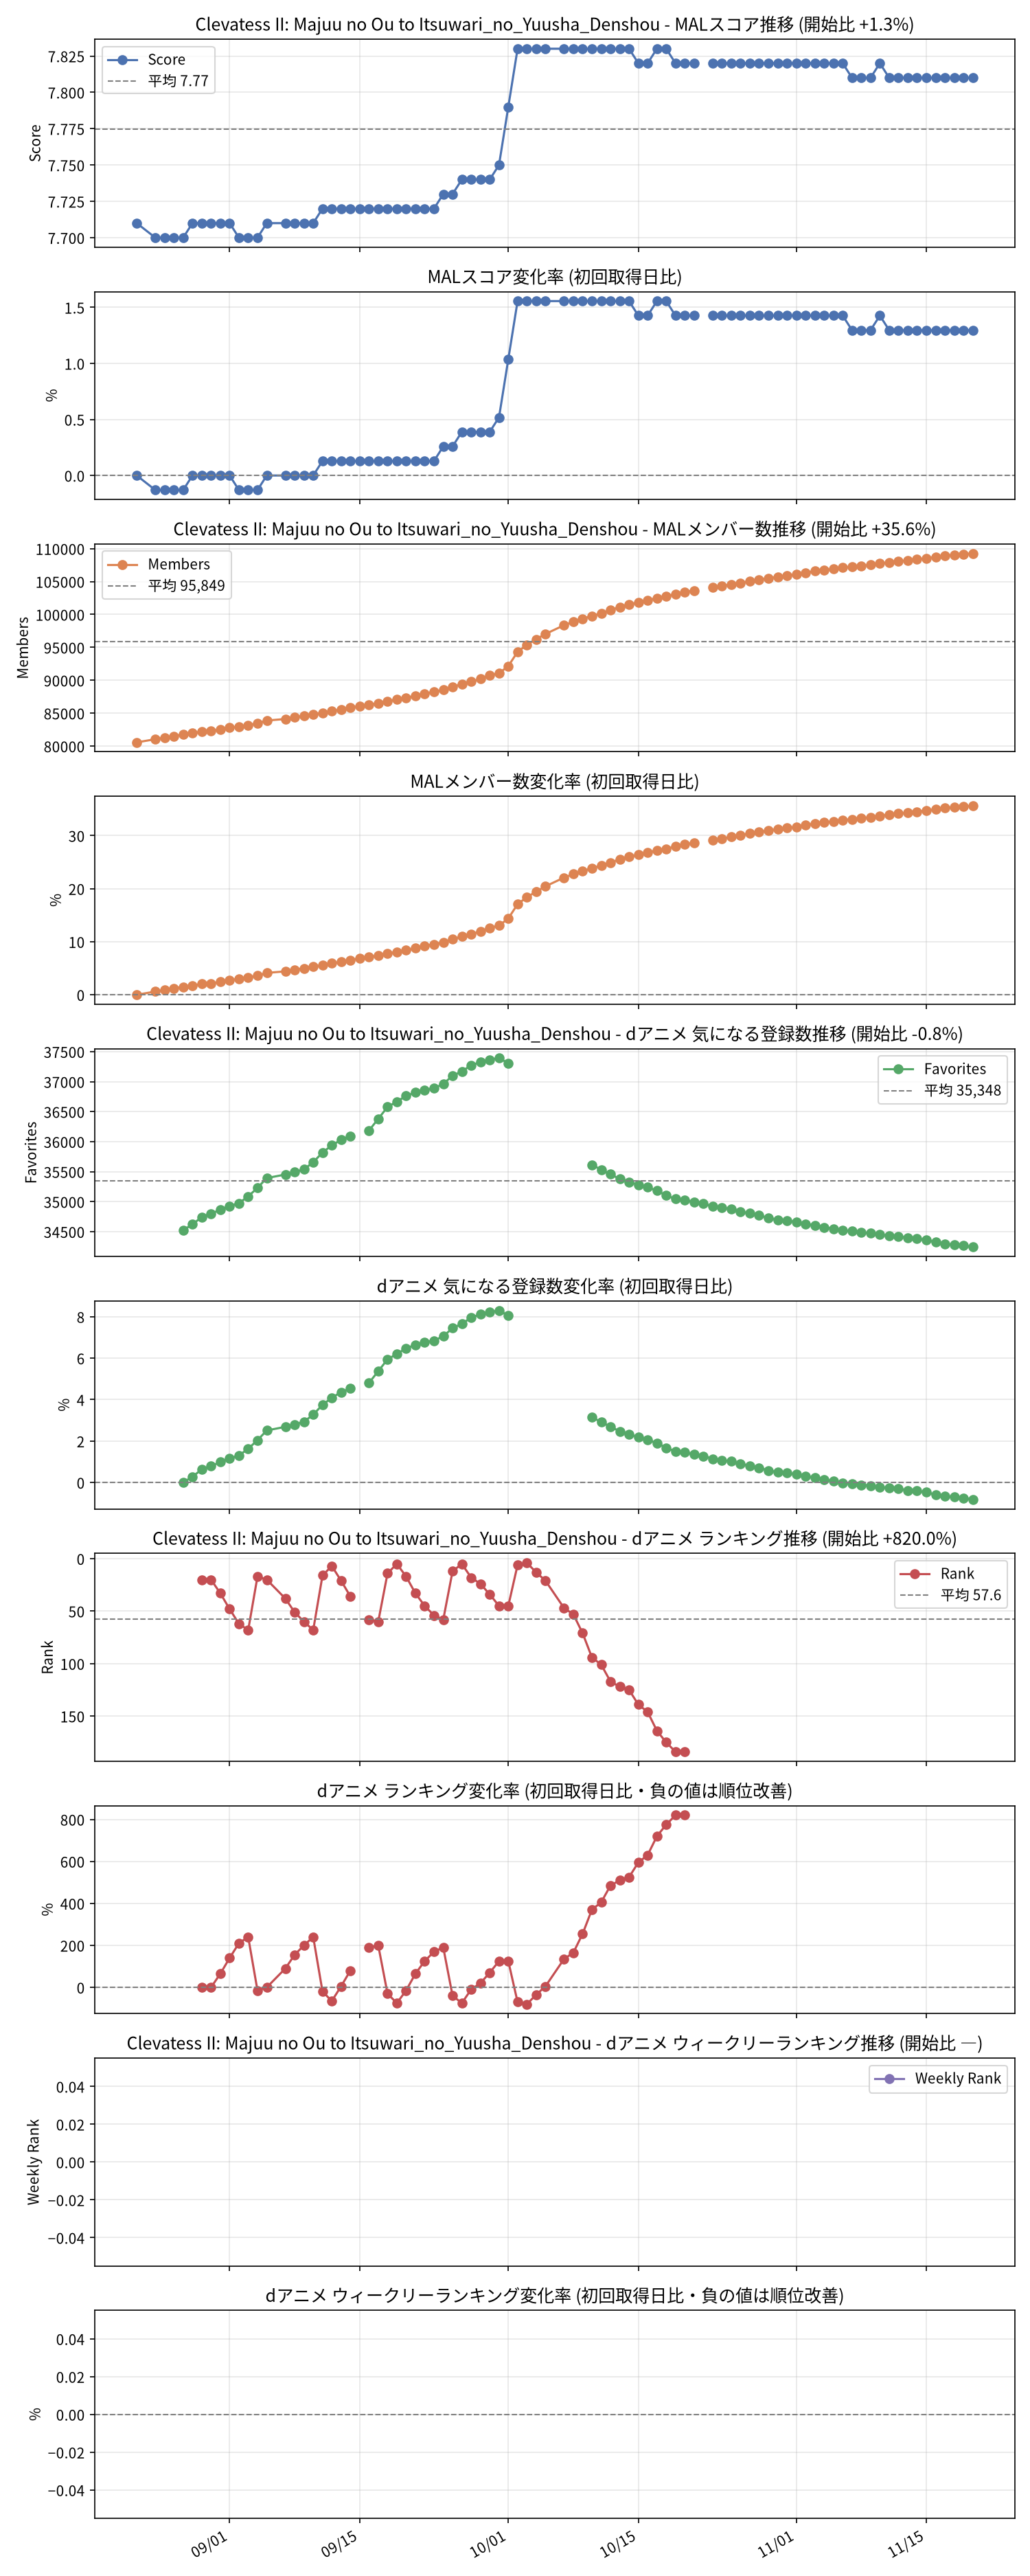 Clevatess II: Majuu no Ou to Itsuwari_no_Yuusha_Denshou - MALスコア推移 (開始比 +1.3%)
Score
平均 7.77
7.825
7.800
7.775
7.750
7.725
7.700
Score
MALスコア変化率 (初回取得日比)
1.5
1.0
0.5
0.0
%
Clevatess II: Majuu no Ou to Itsuwari_no_Yuusha_Denshou - MALメンバー数推移 (開始比 +35.6%)
Members
平均 95,849
110000
105000
100000
95000
90000
85000
80000
Members
MALメンバー数変化率 (初回取得日比)
30
20
10
0
%
Clevatess II: Majuu no Ou to Itsuwari_no_Yuusha_Denshou - dアニメ 気になる登録数推移 (開始比 -0.8%)
Favorites
平均 35,348
37500
37000
36500
36000
35500
35000
34500
Favorites
dアニメ 気になる登録数変化率 (初回取得日比)
8
6
4
2
0
%
Clevatess II: Majuu no Ou to Itsuwari_no_Yuusha_Denshou - dアニメ ランキング推移 (開始比 +820.0%)
Rank
平均 57.6
0
50
100
150
Rank
dアニメ ランキング変化率 (初回取得日比・負の値は順位改善)
800
600
400
200
0
%
Clevatess II: Majuu no Ou to Itsuwari_no_Yuusha_Denshou - dアニメ ウィークリーランキング推移 (開始比 —)
Weekly Rank
0.04
0.02
0.00
−0.02
−0.04
Weekly Rank
dアニメ ウィークリーランキング変化率 (初回取得日比・負の値は順位改善)
0.04
0.02
0.00
−0.02
−0.04
%
09/01
09/15
10/01
10/15
11/01
11/15